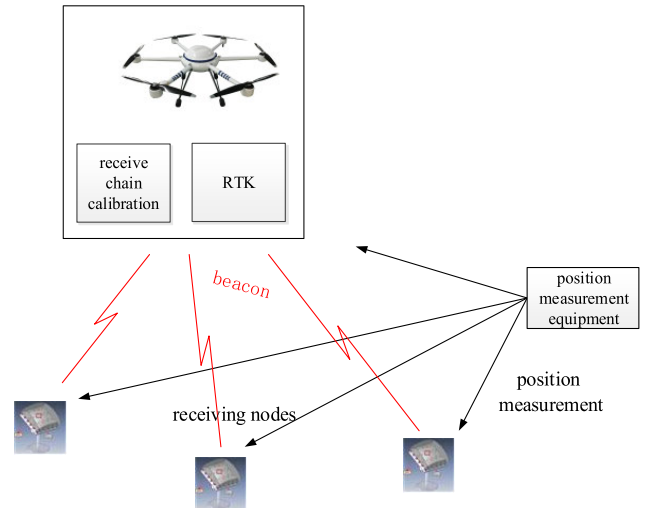 receive
chain
calibration
RTK
beacon
position
measurement
equipment
position
measurement
receiving nodes